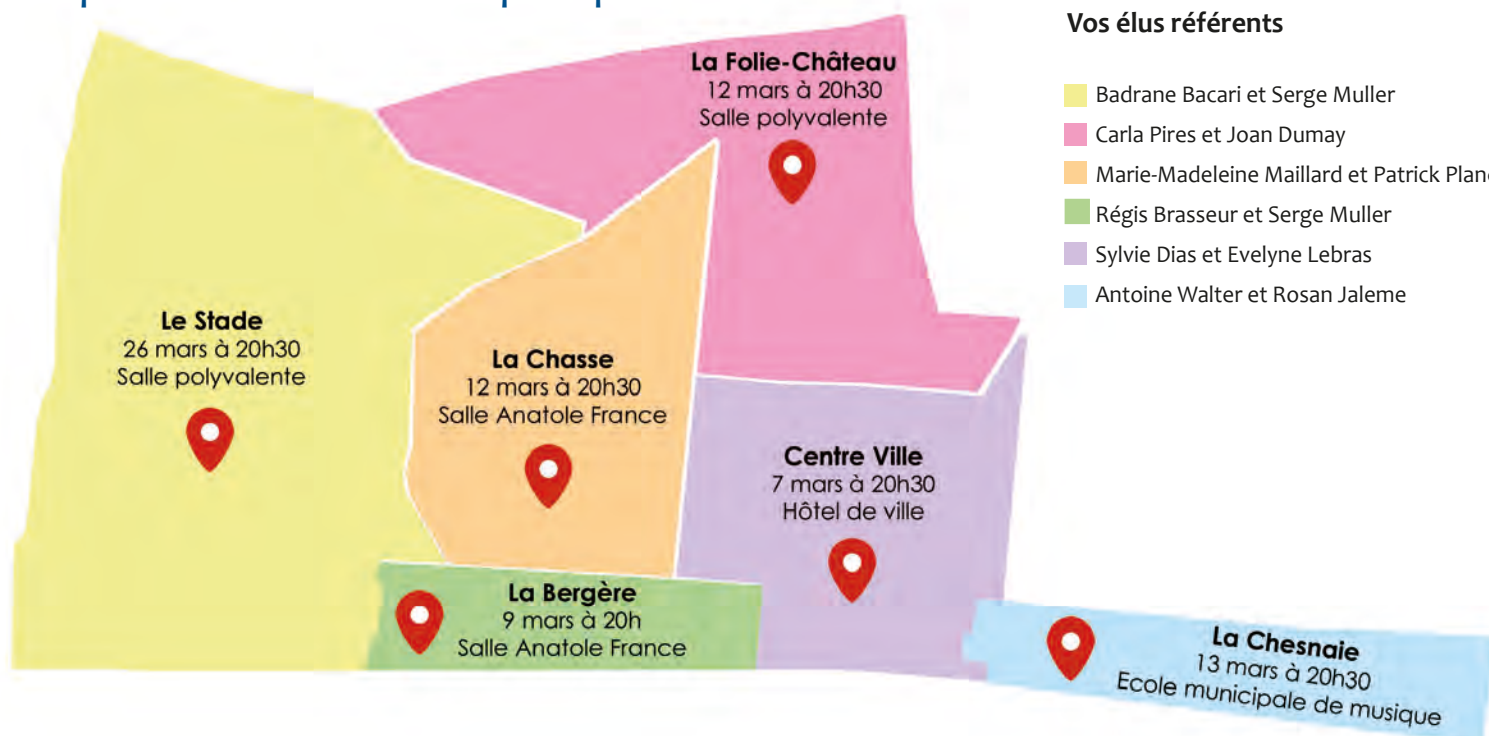 Vos élus référents
Badrane Bacari et Serge Muller
Carla Pires et Joan Dumay
Marie-Madeleine Maillard et Patrick
Régis Brasseur et Serge Muller
Sylvie Dias et Evelyne Lebras
Antoine Walter et Rosan Jaleme
La Folie-Château
12 mars à 20h30
Salle polyvalente
Le Stade
26 mars à 20h30
Salle polyvalente
La Chasse
12 mars à 20h30
Salle Anatole France
Centre Ville
7 mars à 20h30
Hôtel de ville
La Bergère
9 mars à 20h
Salle Anatole France
La Chesnaie
13 mars à 20h30
Ecole municipale de musique